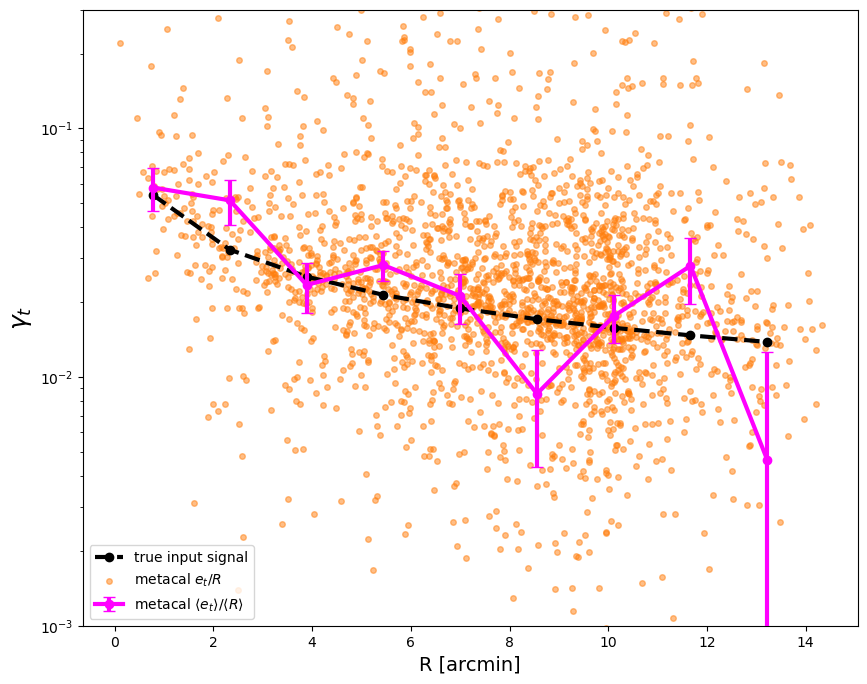 10⁻¹
10⁻²
10⁻³
γₜ
true input signal
metacal eₜ/R
metacal ⟨eₜ⟩/⟨R⟩
0 2 4 6 8 10 12 14
R [arcmin]